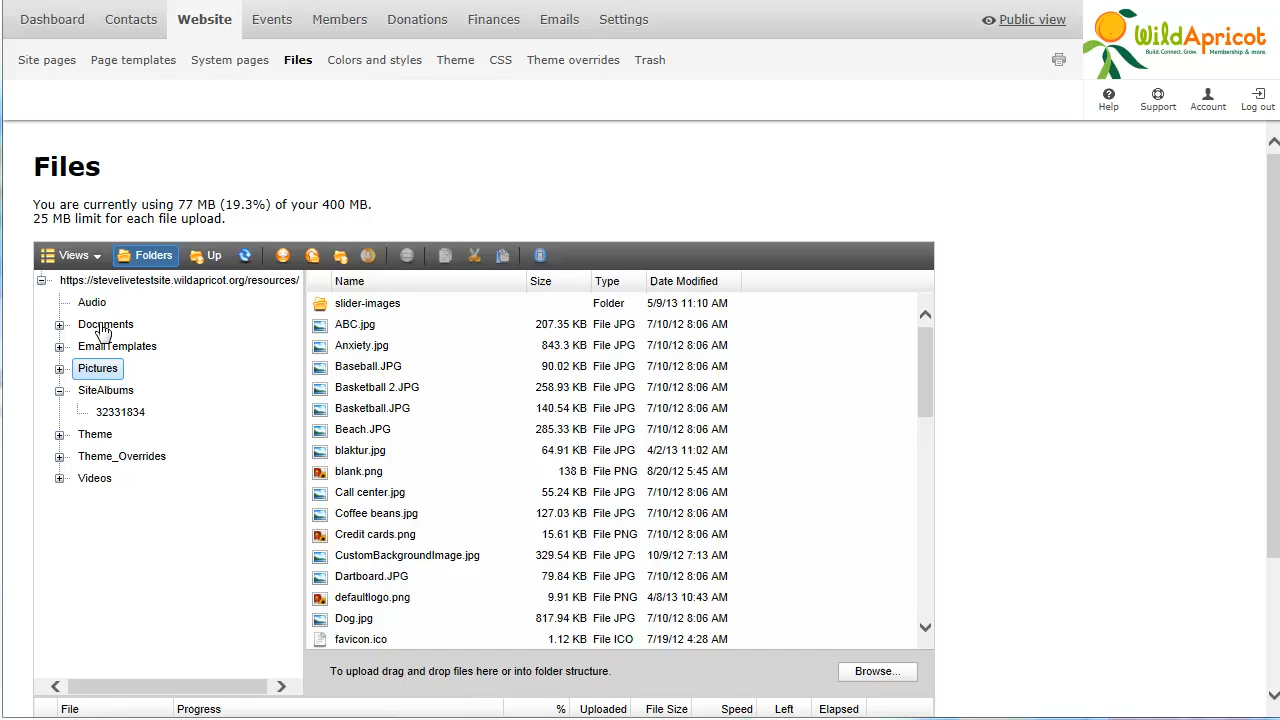 Dashboard Contacts Website Events Members Donations Finances Emails Settings Public view
WildApricot
Build. Connect. Grow. Membership & more.
Site pages Page templates System pages Files Colors and styles Theme CSS Theme overrides Trash
Help Support Account Log out
Files
You are currently using 77 MB (19.3%) of your 400 MB.
25 MB limit for each file upload.
Views Folders Up
https://stevelivetestsite.wildapricot.org/resources/
Audio
Documents
EmailTemplates
Pictures
SiteAlbums
32331834
Theme
Theme_Overrides
Videos
Name Size Type Date Modified
slider-images Folder 5/9/13 11:10 AM
ABC.jpg 207.35 KB File JPG 7/10/12 8:06 AM
Anxiety.jpg 843.3 KB File JPG 7/10/12 8:06 AM
Baseball.JPG 90.02 KB File JPG 7/10/12 8:06 AM
Basketball 2.JPG 258.93 KB File JPG 7/10/12 8:06 AM
Basketball.JPG 140.54 KB File JPG 7/10/12 8:06 AM
Beach.JPG 285.33 KB File JPG 7/10/12 8:06 AM
blaktur.jpg 64.91 KB File JPG 4/2/13 11:02 AM
blank.png 138 B File PNG 8/20/12 5:45 AM
Call center.jpg 55.24 KB File JPG 7/10/12 8:06 AM
Coffee beans.jpg 127.03 KB File JPG 7/10/12 8:06 AM
Credit cards.png 15.61 KB File PNG 7/10/12 8:06 AM
CustomBackgroundImage.jpg 329.54 KB File JPG 10/9/12 7:13 AM
Dartboard.JPG 79.84 KB File JPG 7/10/12 8:06 AM
defaultlogo.png 9.91 KB File PNG 4/8/13 10:43 AM
Dog.jpg 817.94 KB File JPG 7/10/12 8:06 AM
favicon.ico 1.12 KB File ICO 7/19/12 4:28 AM
To upload drag and drop files here or into folder structure. Browse...
File Progress % Uploaded File Size Speed Left Elapsed